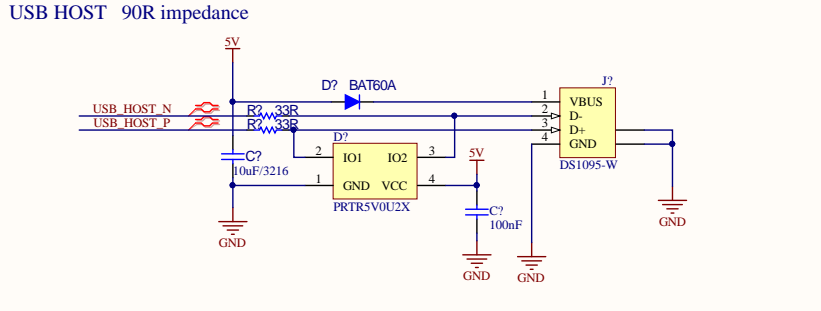 USB HOST 90R impedance
5V
D? BAT60A
J?
USB_HOST_N
R? 33R
1 VBUS
2 D-
USB_HOST_P
R? 33R
3 D+
4 GND
D?
DS1095-W
2 IO1 IO2 3
5V
C?
10uF/3216
1 GND VCC 4
PRTR5V0U2X
C?
100nF
GND
GND
GND
GND